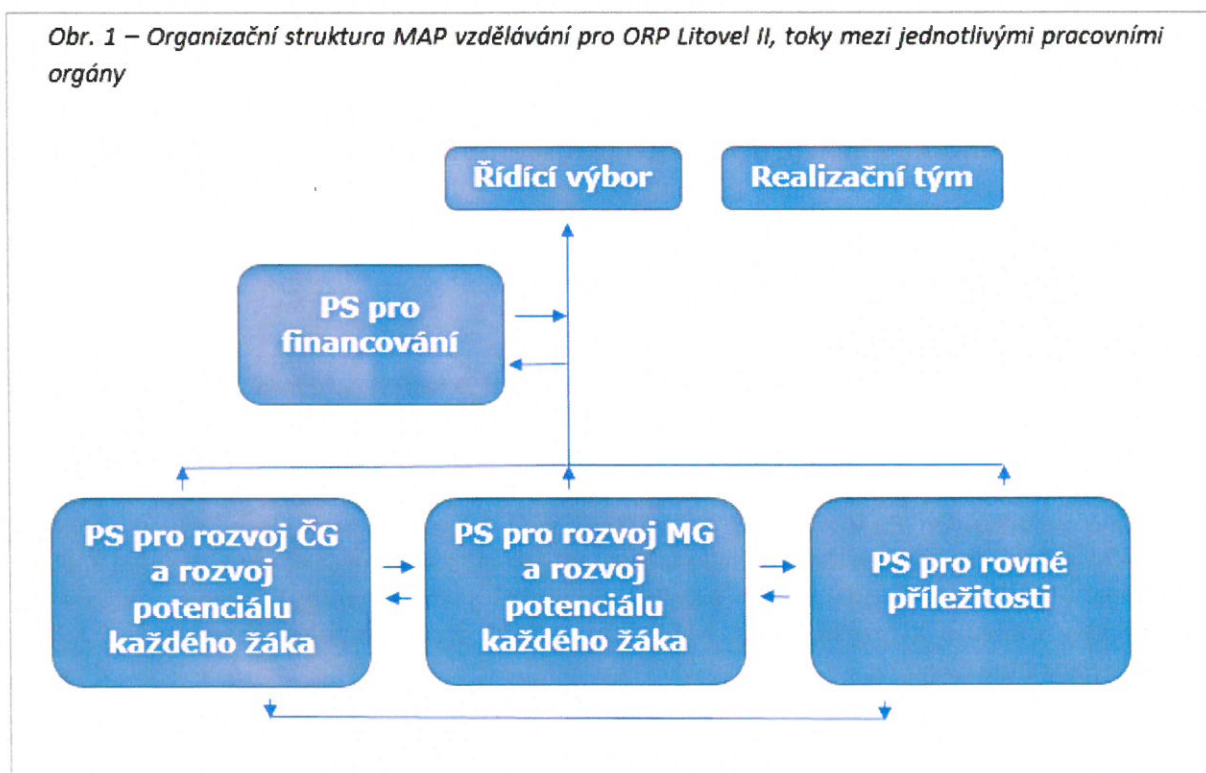 Obr. 1 – Organizační struktura MAP vzdělávání pro ORP Litovel II, toky mezi jednotlivými pracovními
orgány
Řídící výbor
Realizační tým
PS pro
financování
PS pro rozvoj ČG
a rozvoj
potenciálu
každého žáka
PS pro rozvoj MG
a rozvoj
potenciálu
každého žáka
PS pro rovné
příležitosti